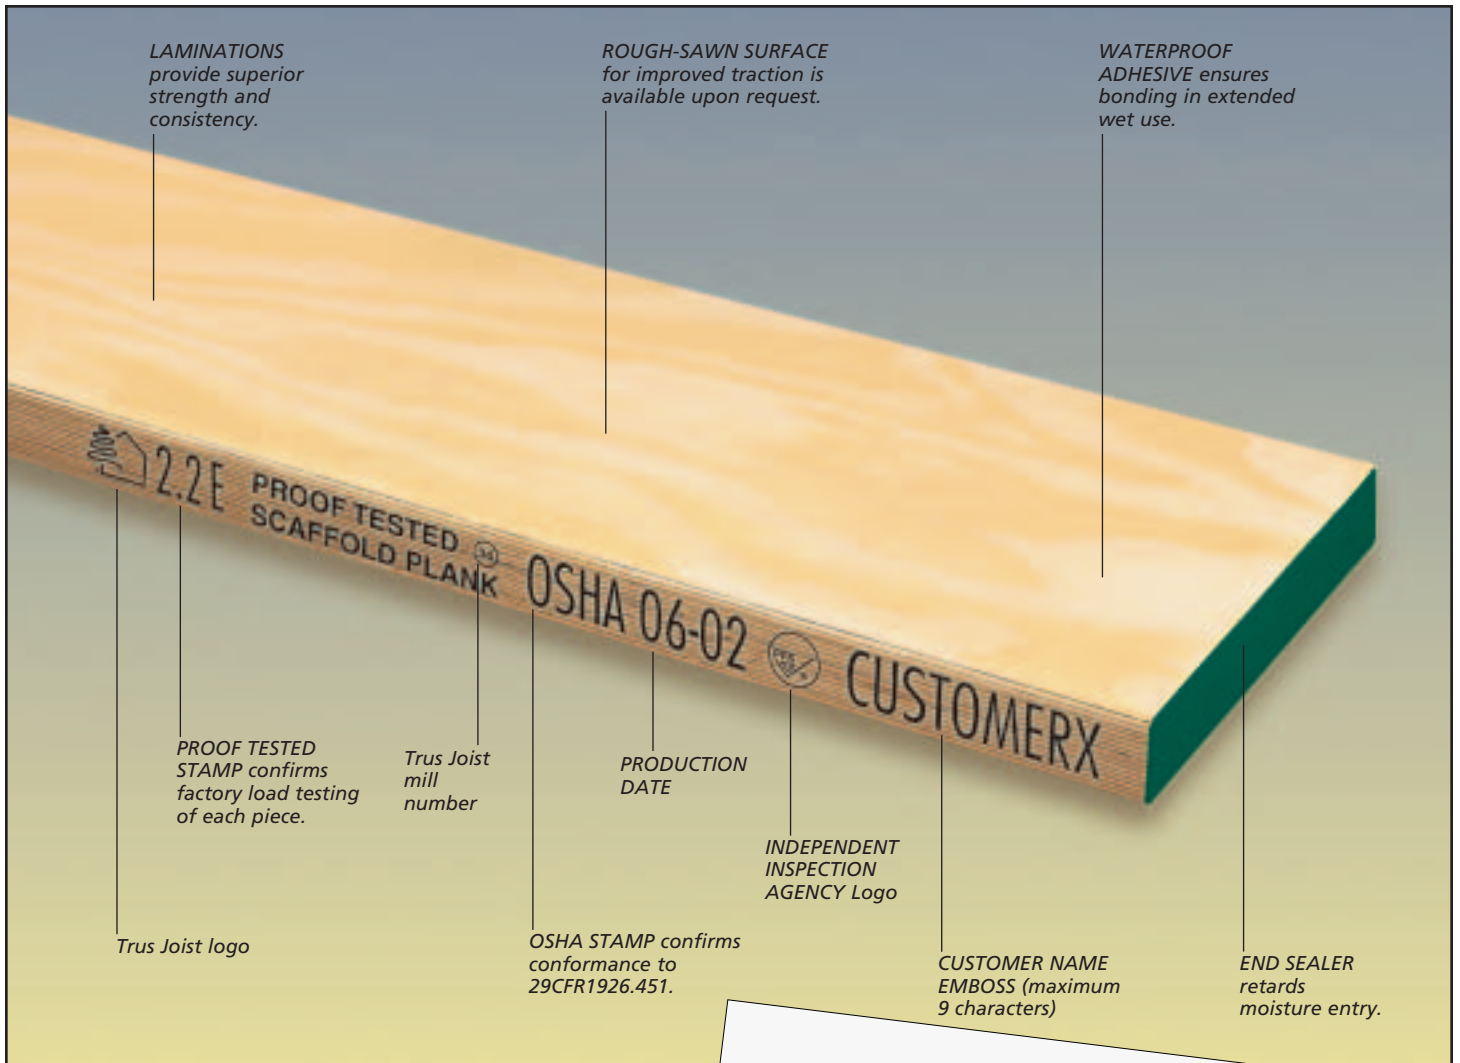 LAMINATIONS
provide superior
strength and
consistency.
ROUGH-SAWN SURFACE
for improved traction is
available upon request.
WATERPROOF
ADHESIVE ensures
bonding in extended
wet use.
2.2E
PROOF TESTED
SCAFFOLD PLANK
34
OSHA 06-02
CUSTOMERX
PROOF TESTED
STAMP confirms
factory load testing
of each piece.
Trus Joist
mill
number
PRODUCTION
DATE
INDEPENDENT
INSPECTION
AGENCY Logo
Trus Joist logo
OSHA STAMP confirms
conformance to
29CFR1926.451.
CUSTOMER NAME
EMBOSS (maximum
9 characters)
END SEALER
retards
moisture entry.